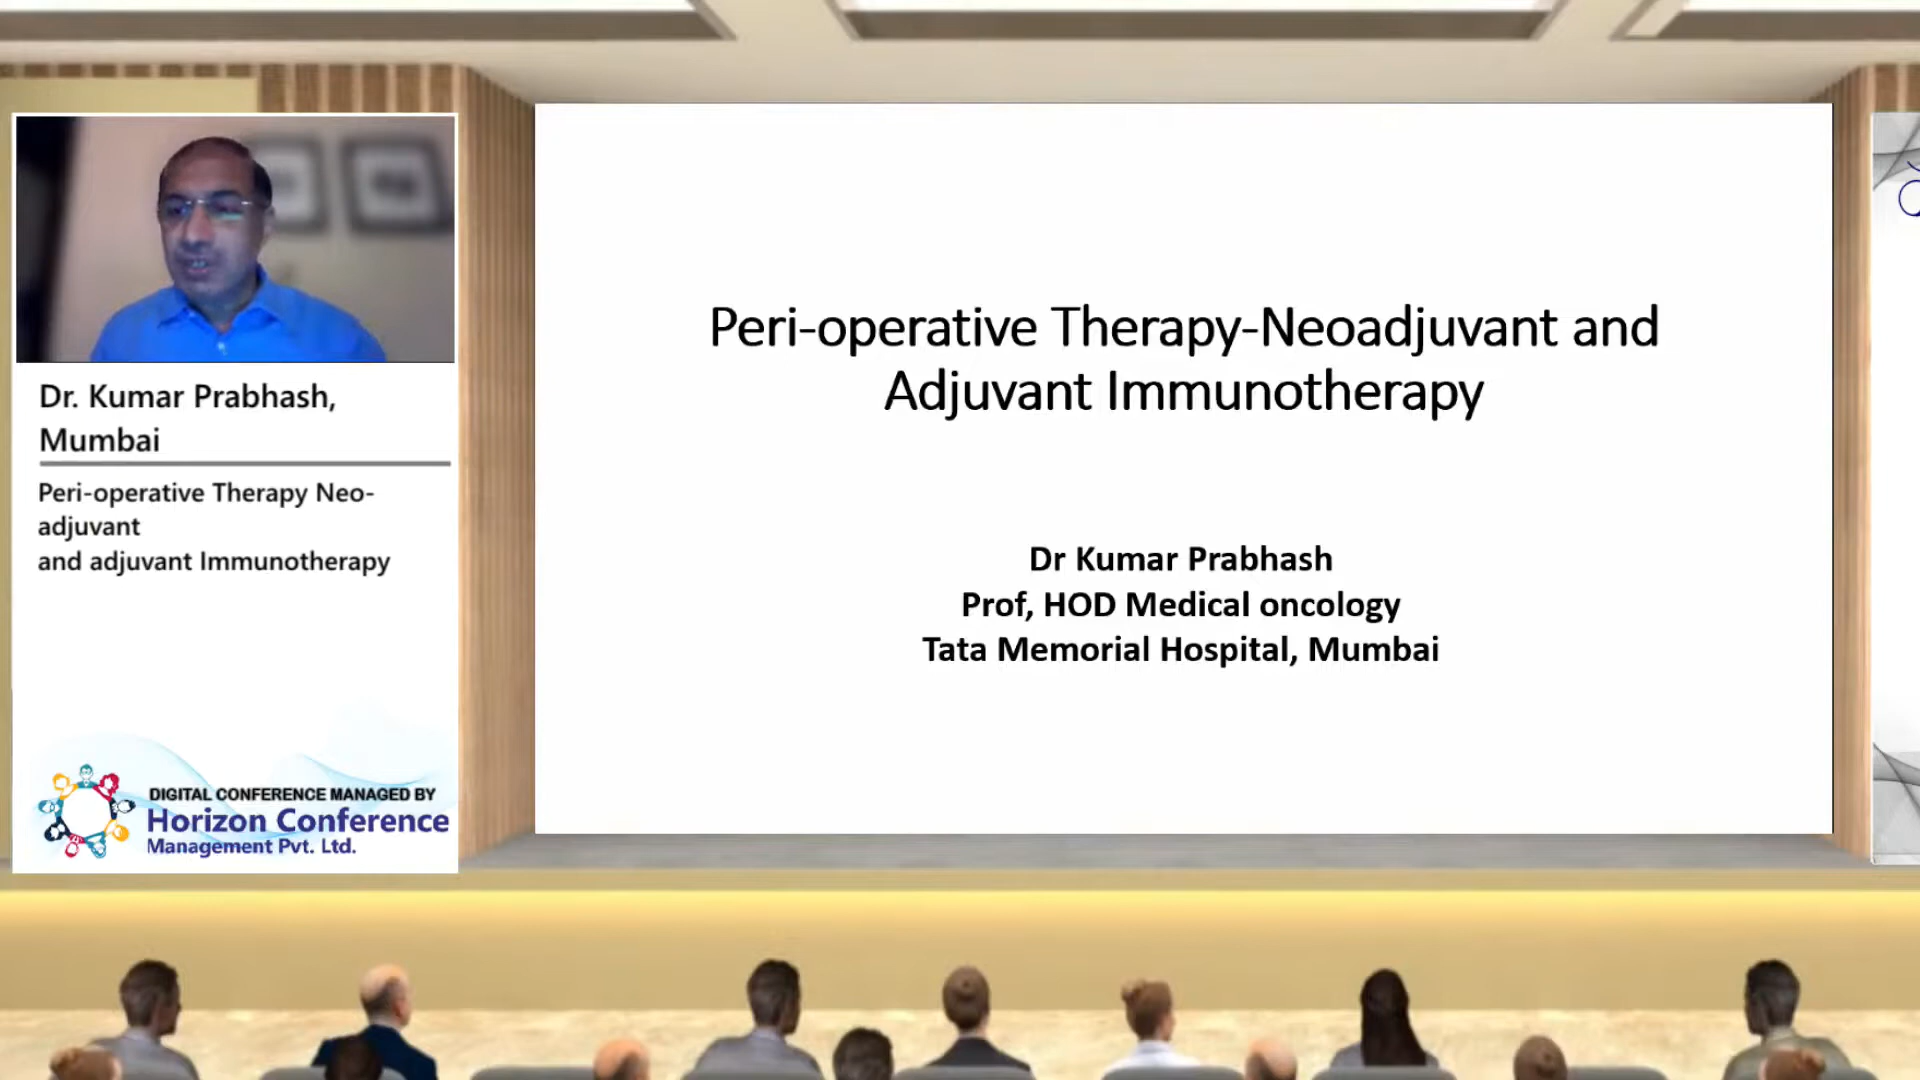 Dr. Kumar Prabhash,
Mumbai
Peri-operative Therapy Neo-
adjuvant
and adjuvant Immunotherapy
DIGITAL CONFERENCE MANAGED BY
Horizon Conference
Management Pvt. Ltd.
Peri-operative Therapy-Neoadjuvant and
Adjuvant Immunotherapy
Dr Kumar Prabhash
Prof, HOD Medical oncology
Tata Memorial Hospital, Mumbai